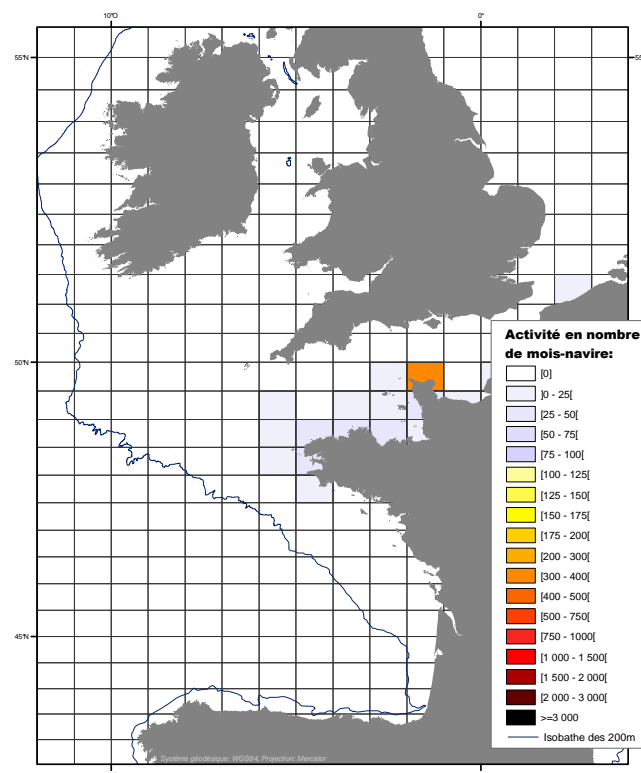 10°O
0°
55°N
55°
50°N
45°N
Activité en nombre
de mois-navire:
[0]
]0 - 25[
[25 - 50[
[50 - 75[
[75 - 100[
[100 - 125[
[125 - 150[
[150 - 175[
[175 - 200[
[200 - 300[
[300 - 400[
[400 - 500[
[500 - 750[
[750 - 1000[
[1 000 - 1 500[
[1 500 - 2 000[
[2 000 - 3 000[
>=3 000
Isobathe des 200m
Système géodésique: WGS84, Projection: Mercator
10°O
0°